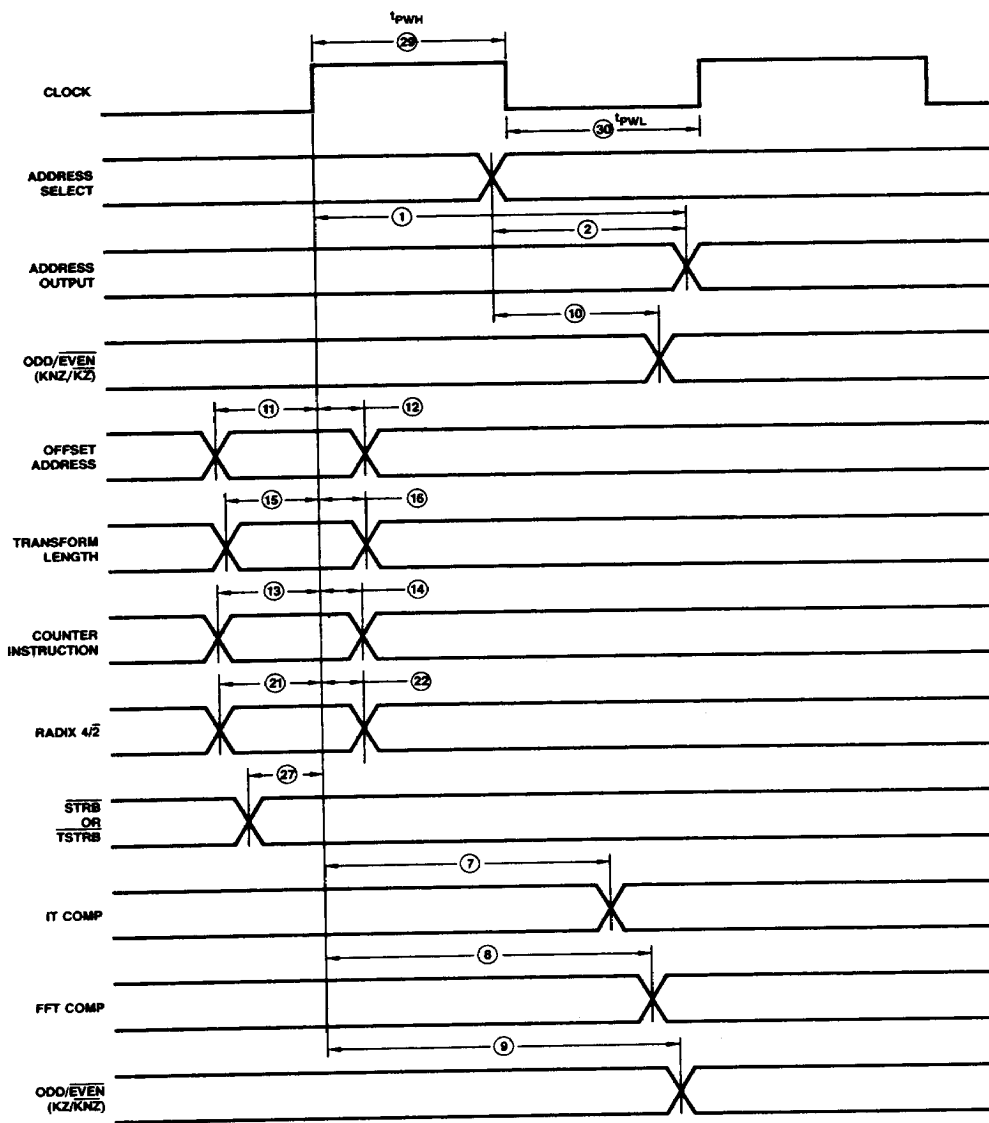 tPWH
29
CLOCK
30 tPWL
ADDRESS
SELECT
1
2
ADDRESS
OUTPUT
10
ODD/EVEN
(KNZ/KZ)
11 12
OFFSET
ADDRESS
15 16
TRANSFORM
LENGTH
13 14
COUNTER
INSTRUCTION
21 22
RADIX 4/2
27
STRB
OR
TSTRB
7
IT COMP
8
FFT COMP
9
ODD/EVEN
(KZ/KNZ)